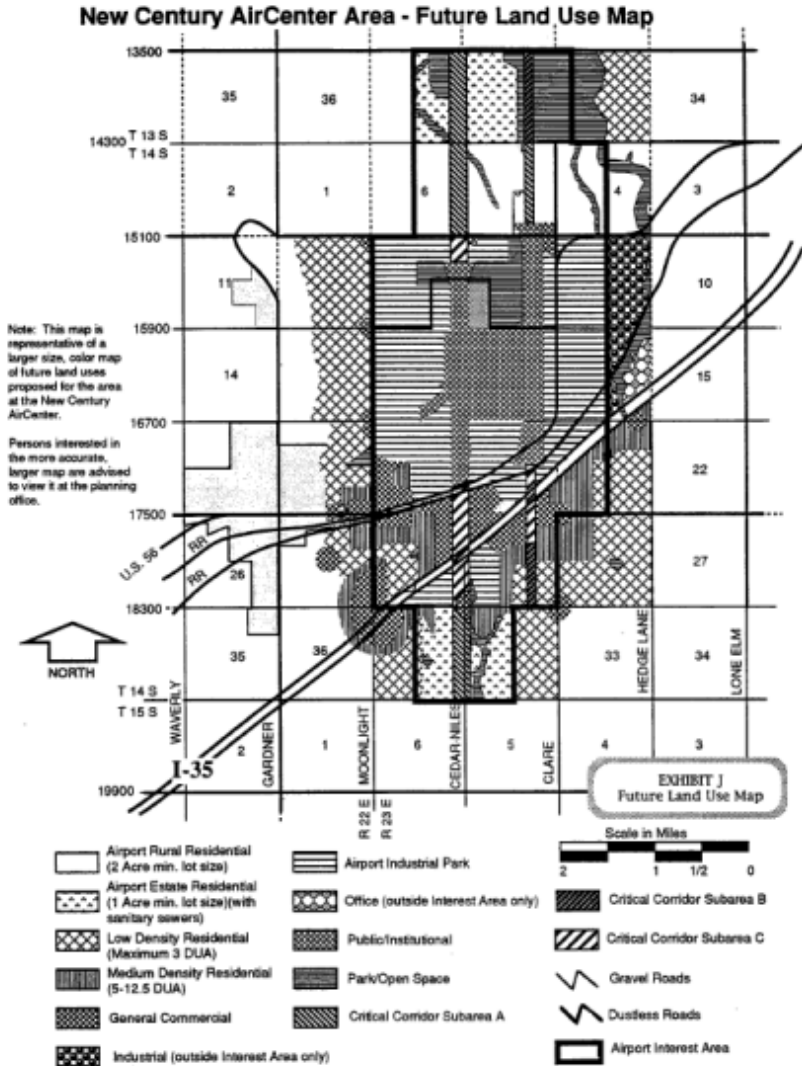 New Century AirCenter Area - Future Land Use Map
13500
35
36
34
T 13 S
14300
T 14 S
2
1
6
4
3
15100
11
10
Note: This map is
representative of a
larger size, color map
of future land uses
proposed for the area
at the New Century
AirCenter.
15900
14
15
16700
Persons interested in
the more accurate,
larger map are advised
to view it at the planning
office.
22
17500
U.S. 56
RR
RR
26
27
18300
NORTH
35
36
33
34
T 14 S
T 15 S
WAVERLY
GARDNER
MOONLIGHT
CEDAR-NILES
CLARE
HEDGE LANE
LONE ELM
2
1
6
5
4
3
I-35
19900
R 22 E
R 23 E
EXHIBIT J
Future Land Use Map
Scale in Miles
2 1 1/2 0
Airport Rural Residential
(2 Acre min. lot size)
Airport Estate Residential
(1 Acre min. lot size)(with
sanitary sewers)
Low Density Residential
(Maximum 3 DUA)
Medium Density Residential
(5-12.5 DUA)
General Commercial
Industrial (outside Interest Area only)
Airport Industrial Park
Office (outside Interest Area only)
Public/Institutional
Park/Open Space
Critical Corridor Subarea A
Critical Corridor Subarea B
Critical Corridor Subarea C
Gravel Roads
Dustless Roads
Airport Interest Area